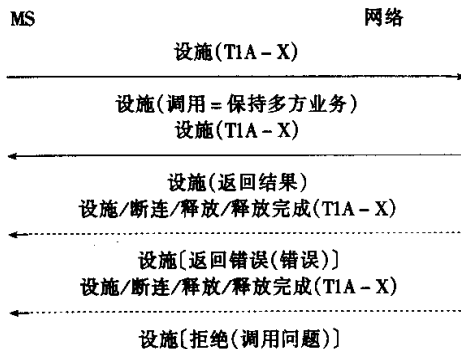 MS 网络
设施(T1A-X)
设施(调用=保持多方业务)
设施(T1A-X)
设施(返回结果)
设施/断连/释放/释放完成(T1A-X)
设施〔返回错误(错误)〕
设施/断连/释放/释放完成(T1A-X)
设施〔拒绝(调用问题)〕